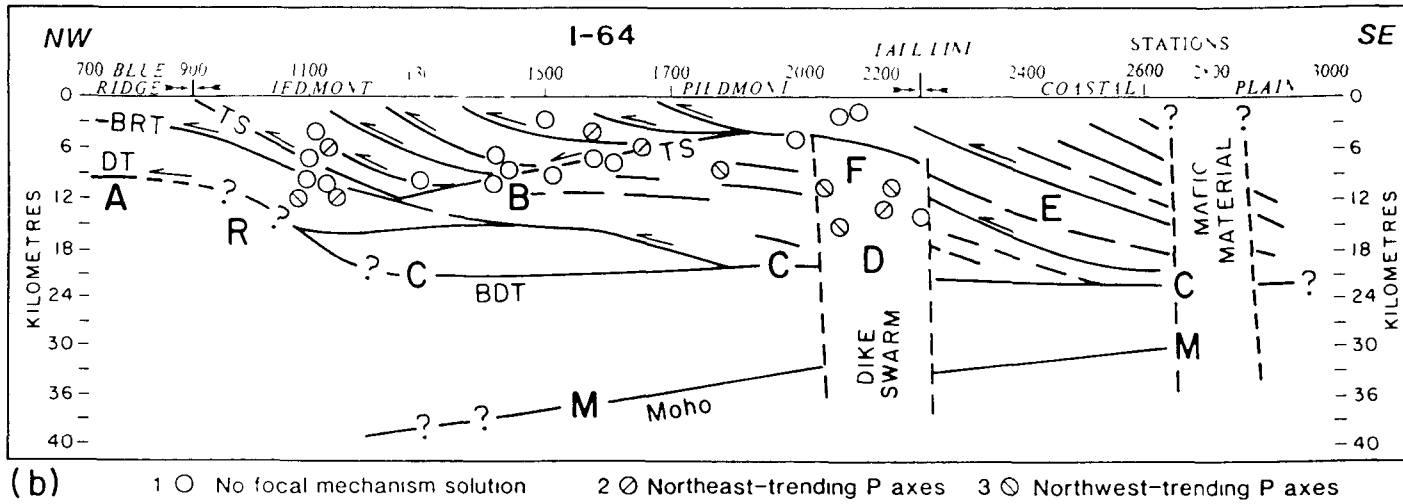 NW I-64 SE
FALL LINE STATIONS
700 BLUE 900 1100 13 1500 1700 2000 2200 2400 2600 2800 3000
RIDGE IEDMONT PIEDMONT COASTAL PLAIN
0 0
-BRT TS TS ? ?
6 6
DT F
12 A ? B E 12
R ? D MAFIC MATERIAL
18 18
? C C C
24 BDT ? 24
KILOMETRES KILOMETRES
30 DIKE SWARM M 30
36 M Moho 36
40 ? ? 40
(b) 1 No focal mechanism solution 2 Northeast-trending P axes 3 Northwest-trending P axes